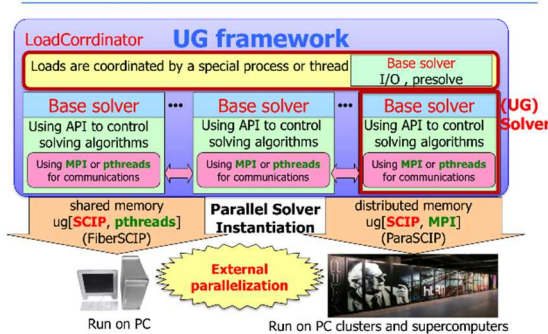 LoadCorrdinator
UG framework
Loads are coordinated by a special process or thread
Base solver
I/O , presolve
Base solver
Using API to control
solving algorithms
Using MPI or pthreads
for communications
•••
Base solver
Using API to control
solving algorithms
Using MPI or pthreads
for communications
•••
Base solver
Using API to control
solving algorithms
Using MPI or pthreads
for communications
(UG)
Solver
shared memory
ug[SCIP, pthreads]
(FiberSCIP)
Parallel Solver
Instantiation
distributed memory
ug[SCIP, MPI]
(ParaSCIP)
External
parallelization
Run on PC
Run on PC clusters and supercomputers